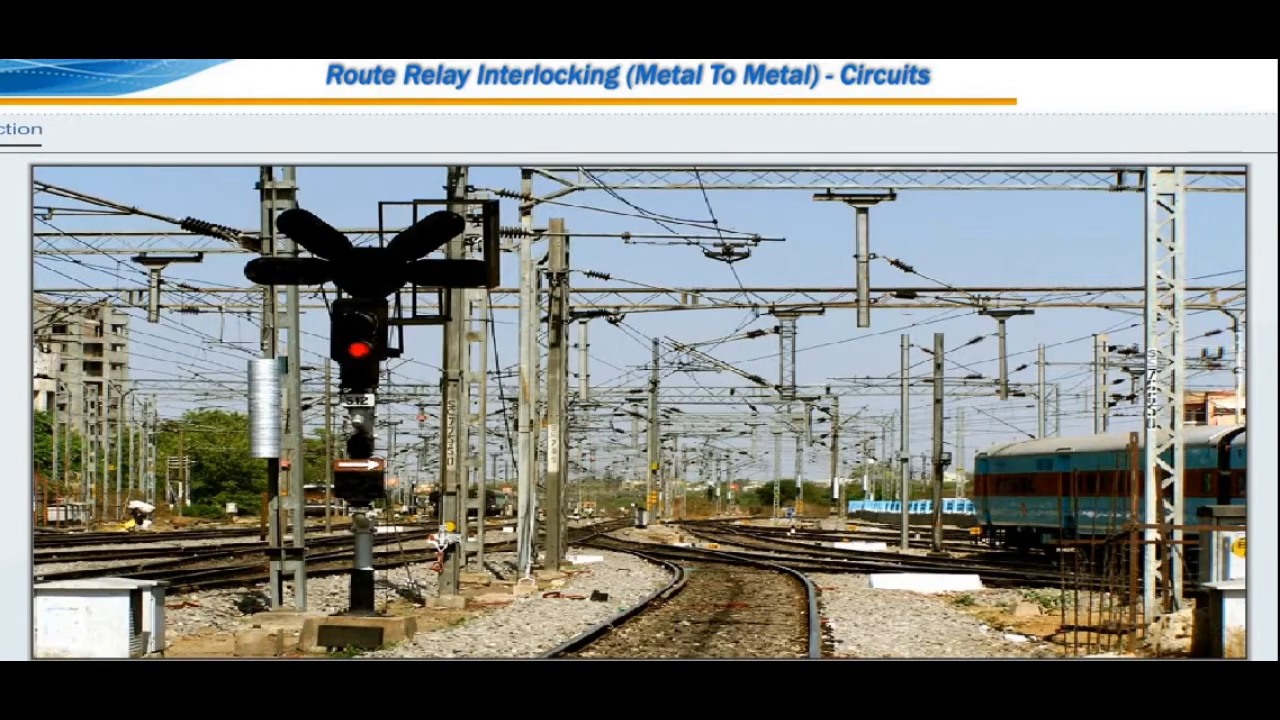 Route Relay Interlocking (Metal To Metal) - Circuits
ction
S12